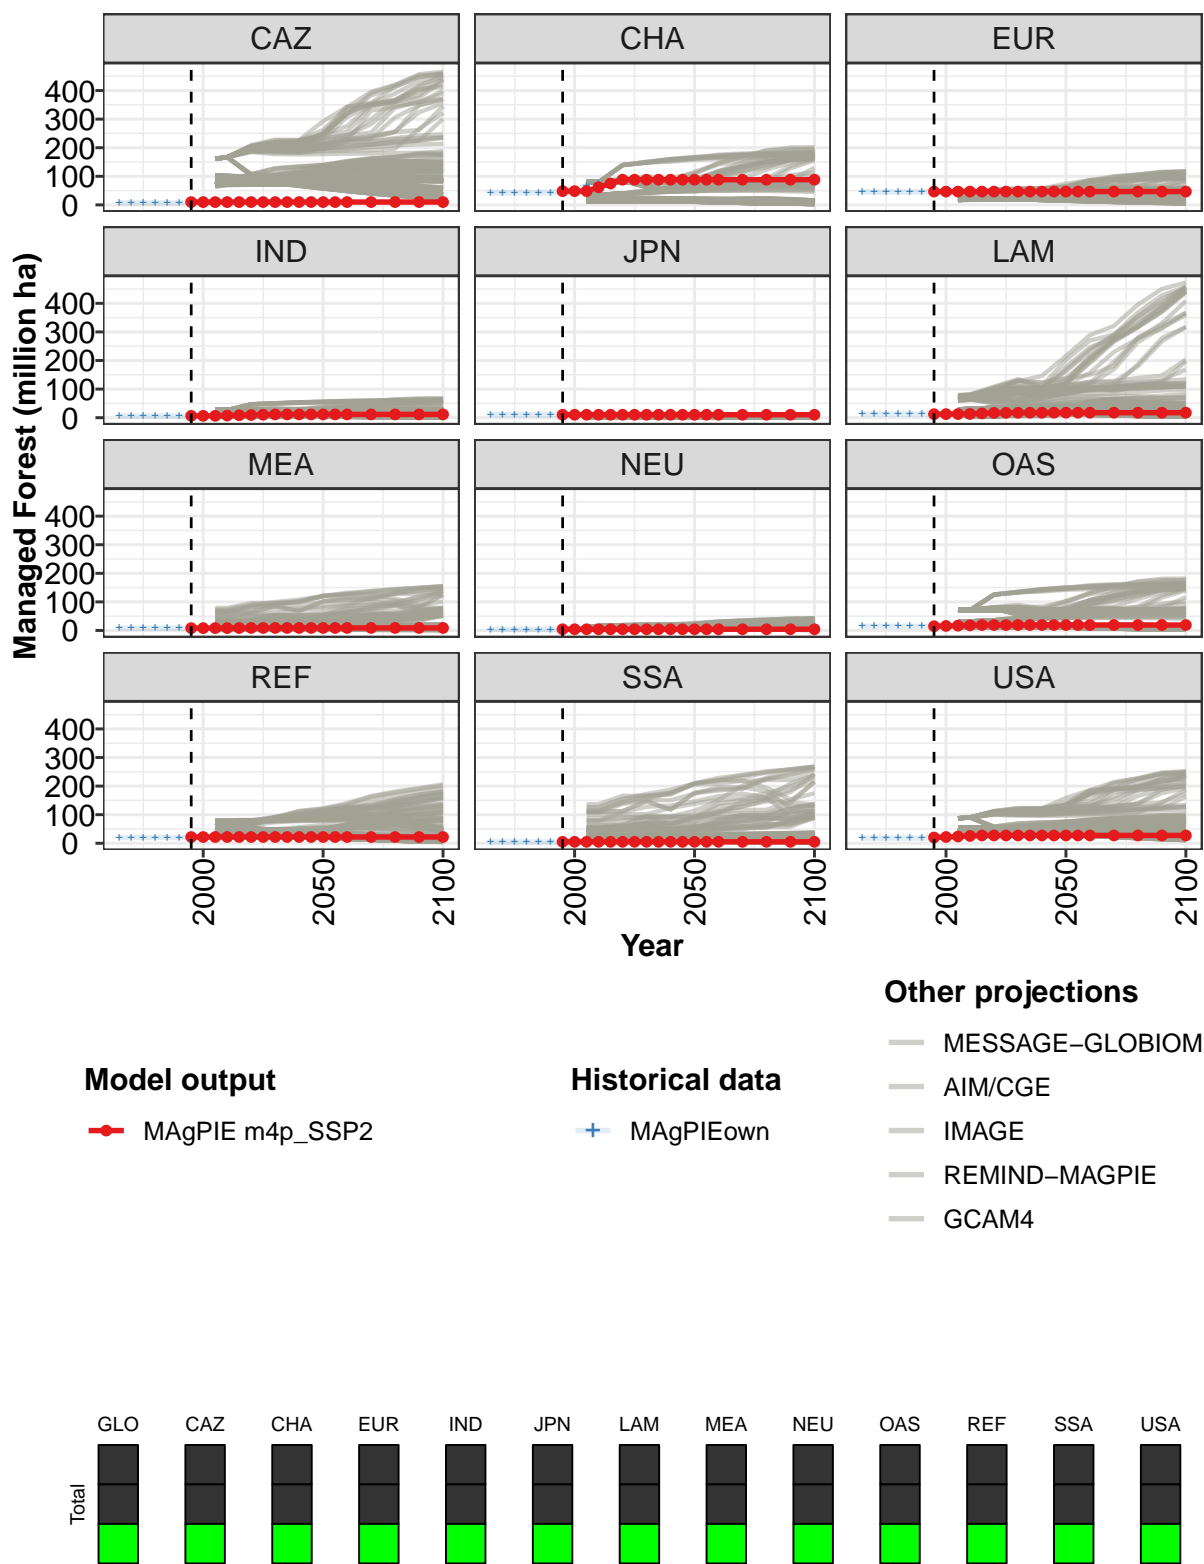 CAZ CHA EUR
400
300
200
100
0
IND JPN LAM
400
300
200
100
0
MEA NEU OAS
400
300
200
100
0
REF SSA USA
400
300
200
100
0
Managed Forest (million ha)
2000 2050 2100 2000 2050 2100 2000 2050 2100
Year
Other projections
MESSAGE−GLOBIOM
AIM/CGE
IMAGE
REMIND−MAGPIE
GCAM4
Model output
MAgPIE m4p_SSP2
Historical data
MAgPIEown
GLO CAZ CHA EUR IND JPN LAM MEA NEU OAS REF SSA USA
Total